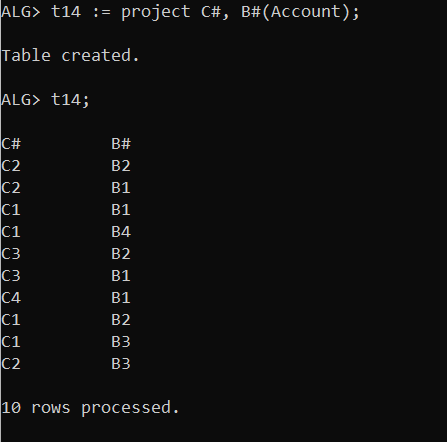 ALG> t14 := project C#, B#(Account);
Table created.
ALG> t14;
C# B#
C2 B2
C2 B1
C1 B1
C1 B4
C3 B2
C3 B1
C4 B1
C1 B2
C1 B3
C2 B3
10 rows processed.